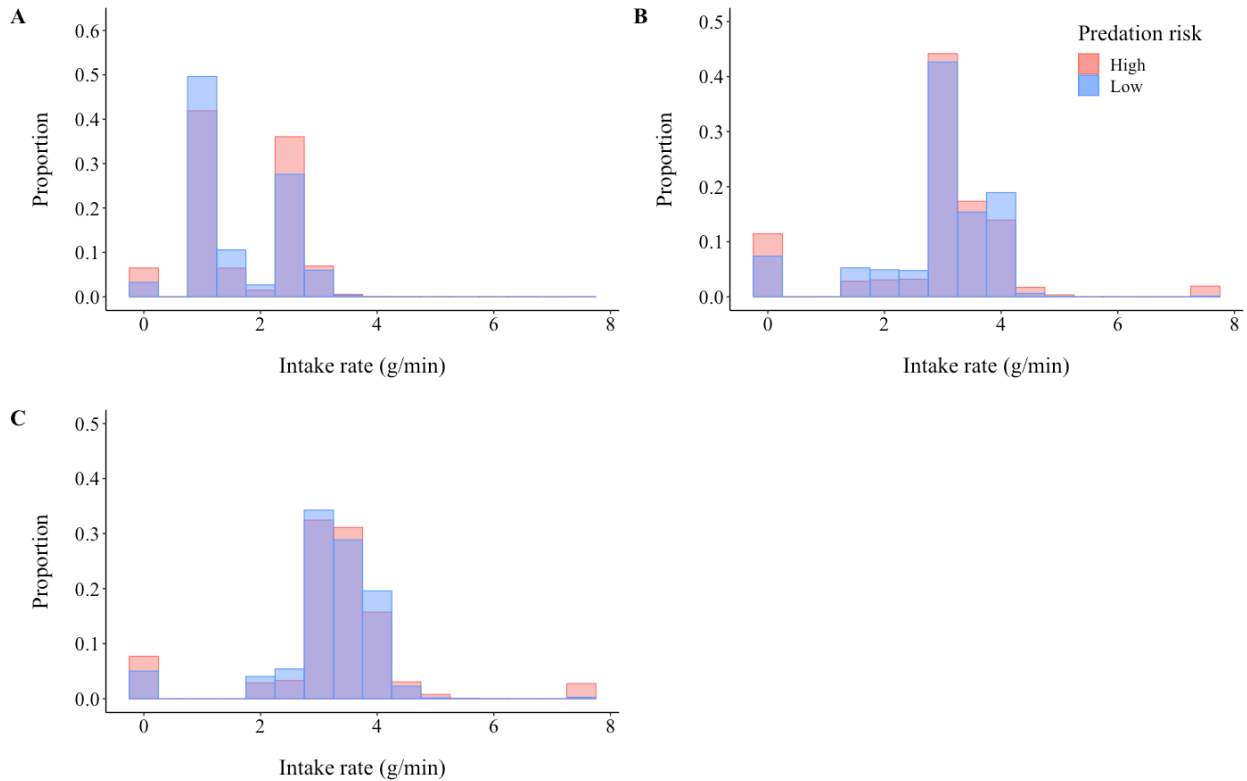 A
Proportion
0.6
0.5
0.4
0.3
0.2
0.1
0.0
0 2 4 6 8
Intake rate (g/min)
B
Proportion
0.5
0.4
0.3
0.2
0.1
0.0
0 2 4 6 8
Intake rate (g/min)
Predation risk
High
Low
C
Proportion
0.5
0.4
0.3
0.2
0.1
0.0
0 2 4 6 8
Intake rate (g/min)